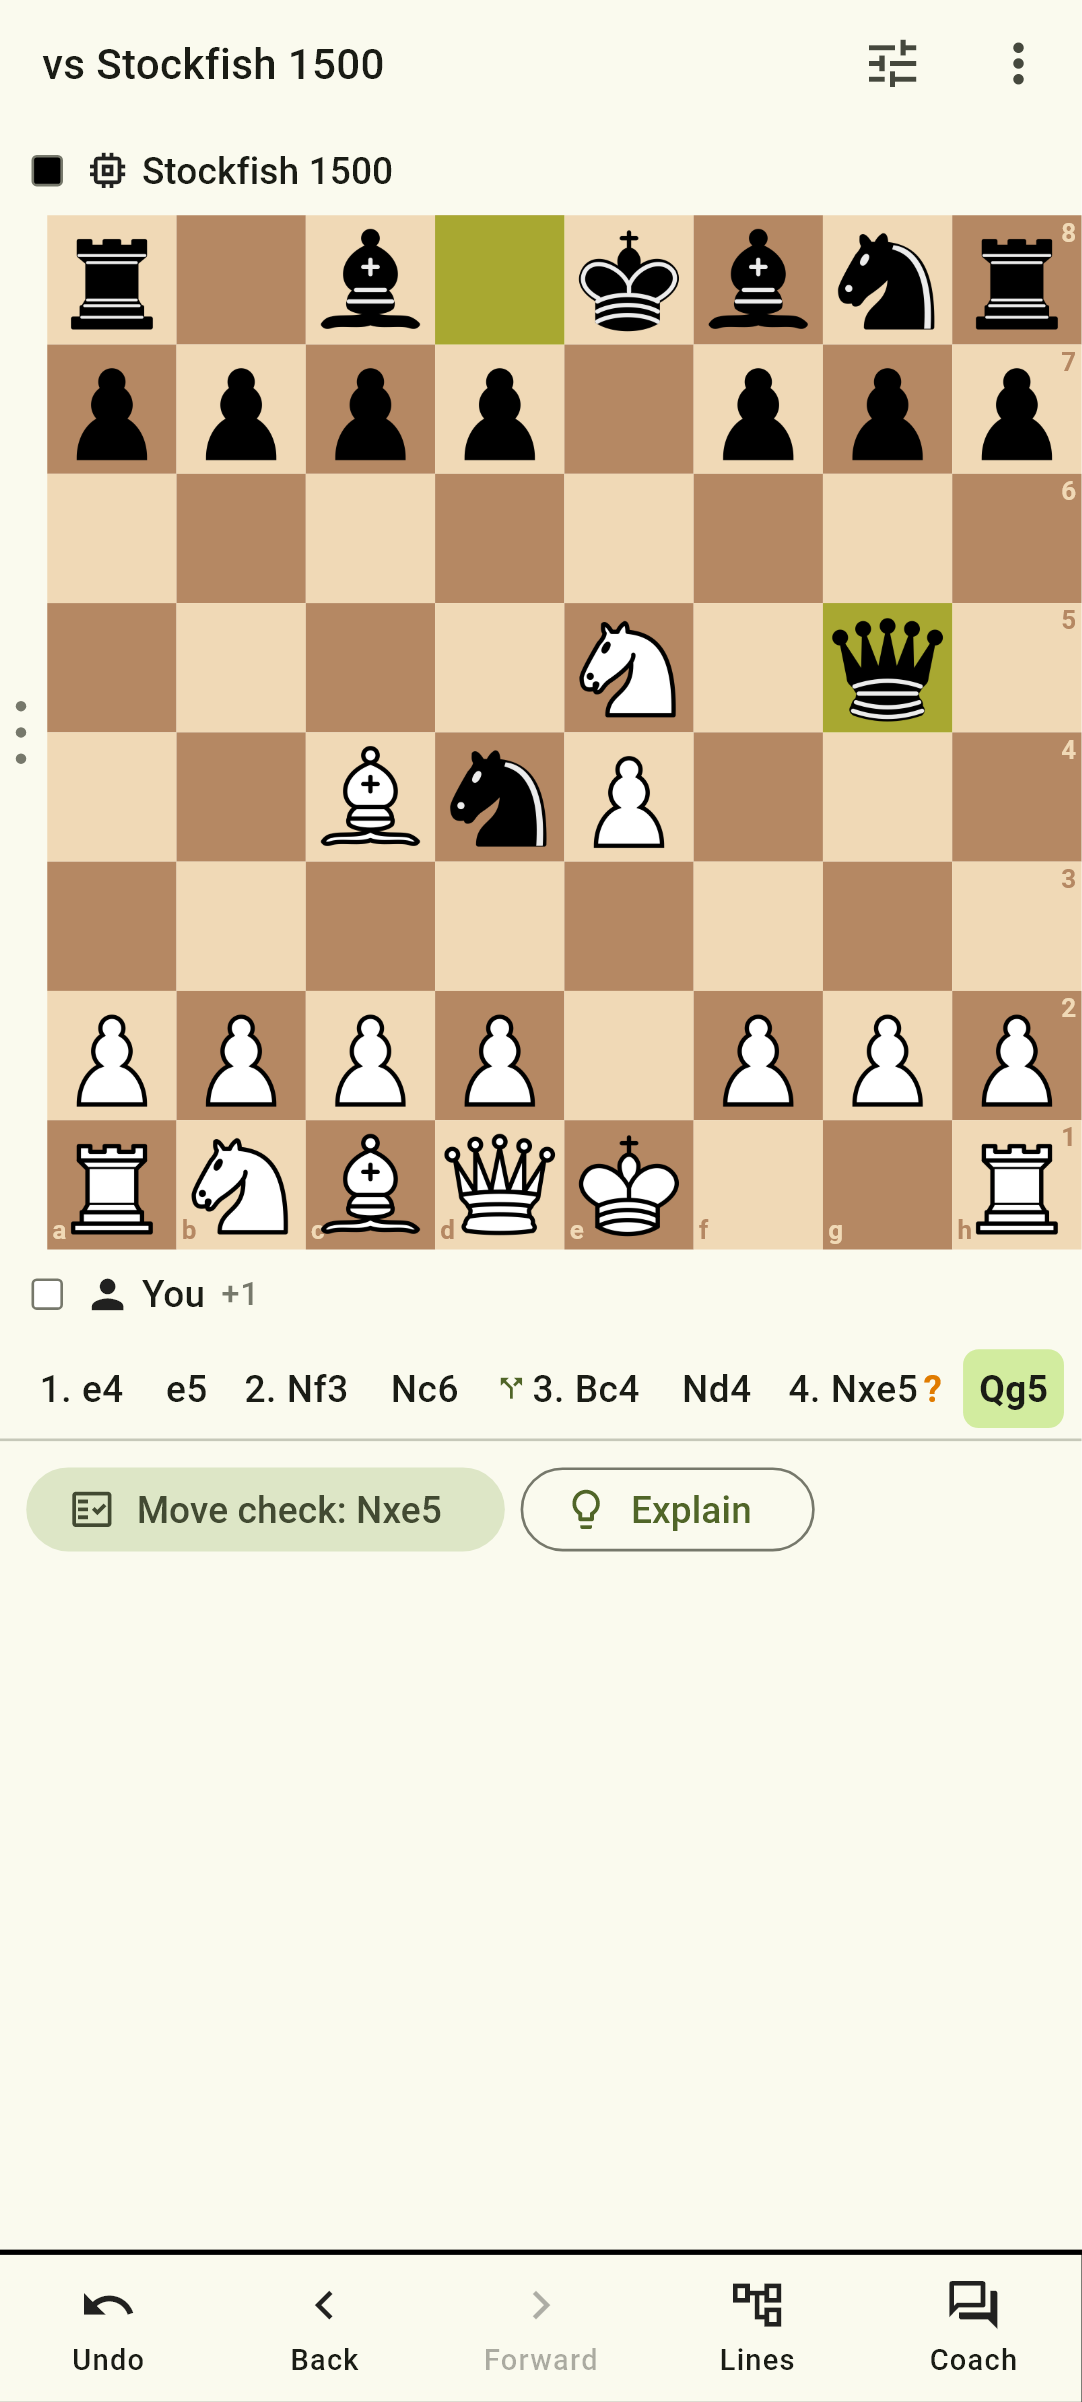 vs Stockfish 1500
Stockfish 1500
8
7
6
5
4
3
2
1
a b c d e f g h
You +1
1. e4 e5 2. Nf3 Nc6 3. Bc4 Nd4 4. Nxe5? Qg5
Move check: Nxe5 Explain
Undo Back Forward Lines Coach